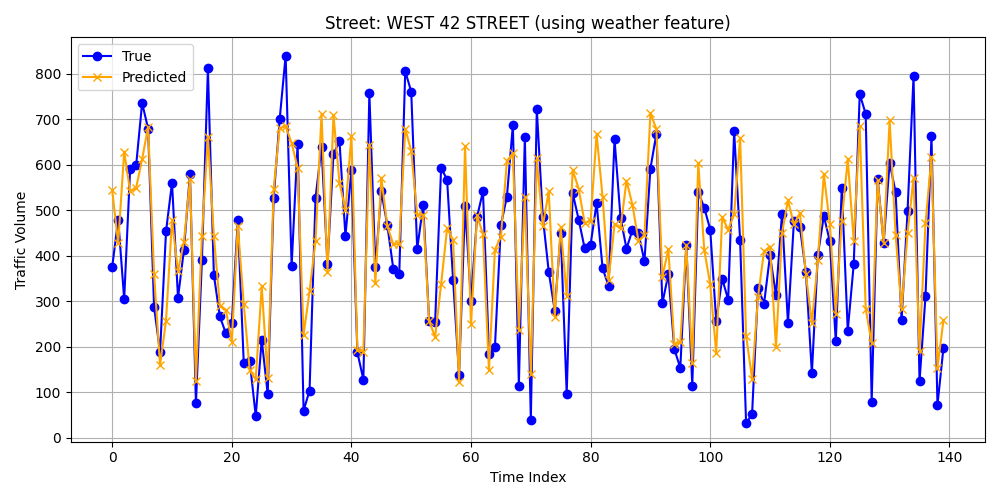 Street: WEST 42 STREET (using weather feature)
True
Predicted
Traffic Volume
800
700
600
500
400
300
200
100
0
0 20 40 60 80 100 120 140
Time Index